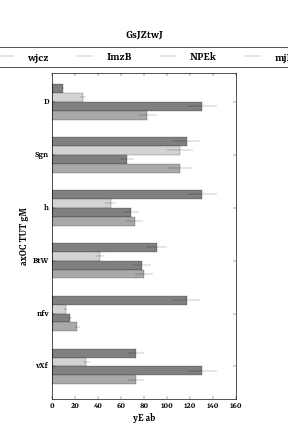 GsJZtwJ
wjcz ImzB NPEk mj
D
Sgn
h
BtW
nfv
vXf
axOC TUT gM
0 20 40 60 80 100 120 140 160
yE ab